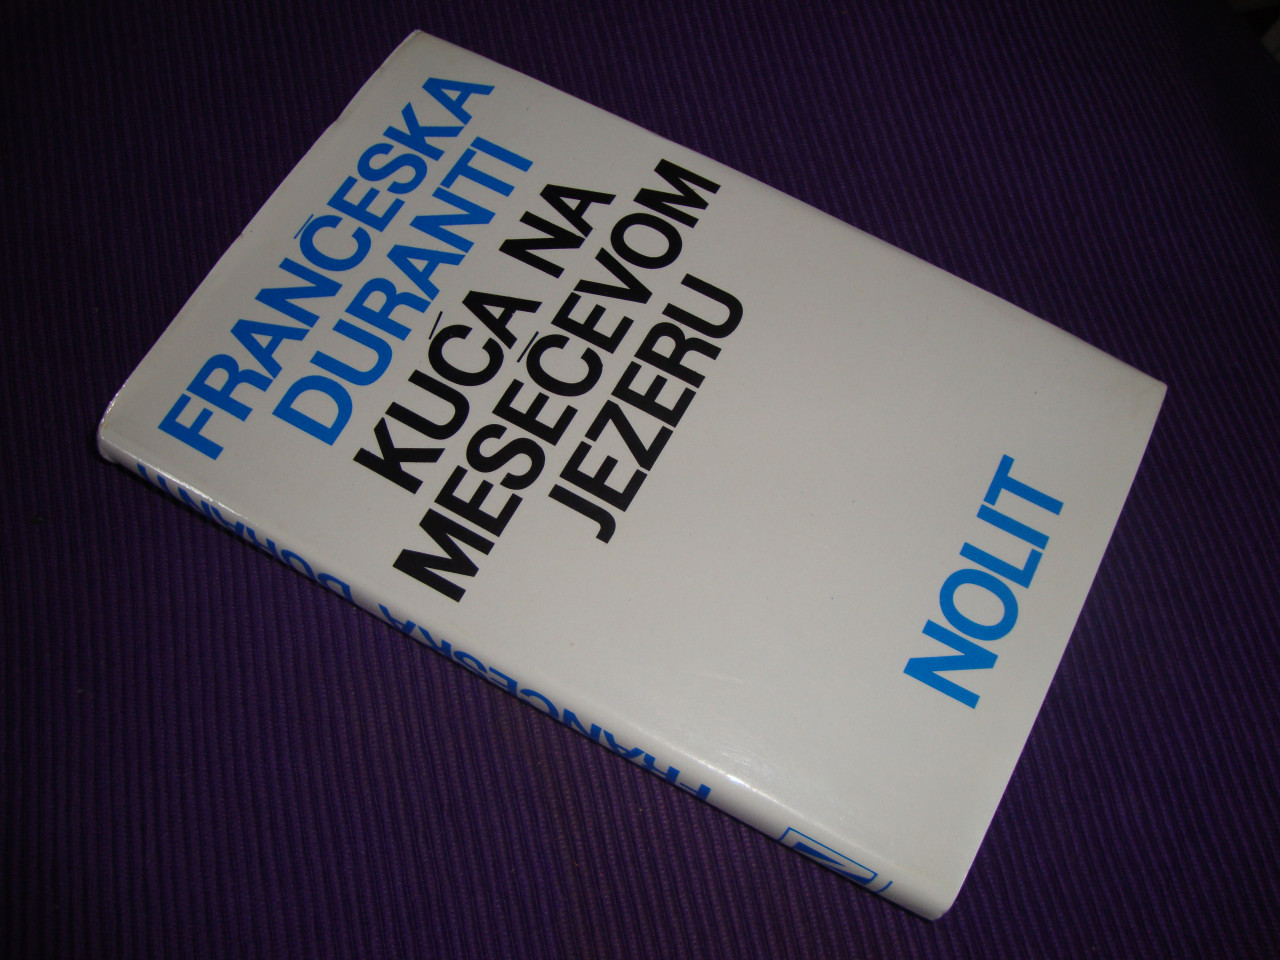 FRANČESKA
DURANTI
KUĆA NA
MESEČEVOM
JEZERU
NOLIT
FRANČESKA DURANTI